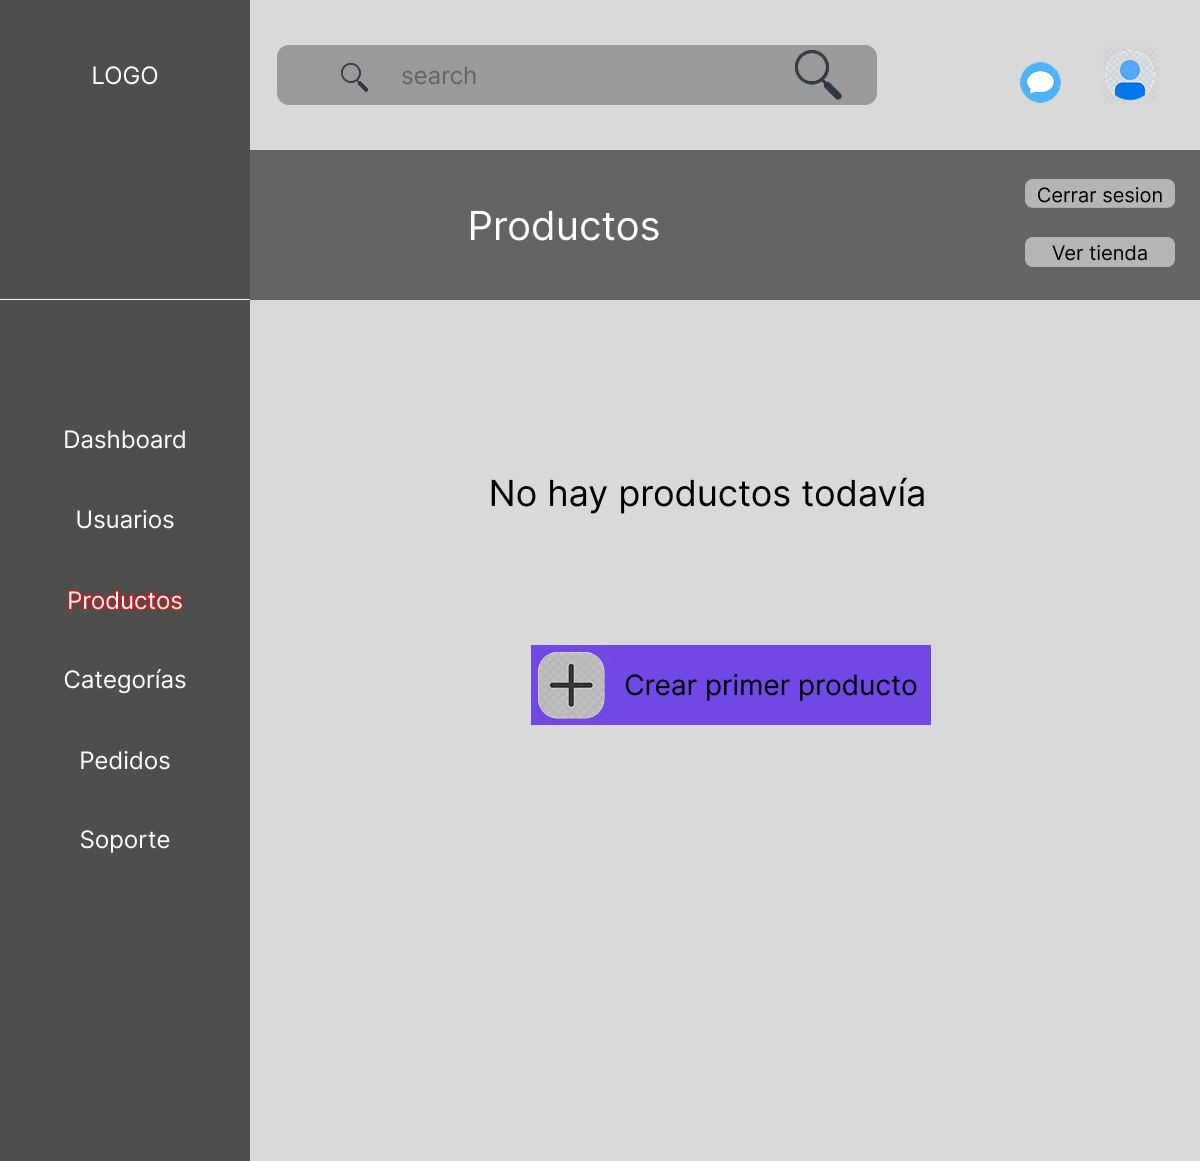 LOGO
search
Productos
Cerrar sesion
Ver tienda
Dashboard
Usuarios
Productos
Categorías
Pedidos
Soporte
No hay productos todavía
Crear primer producto